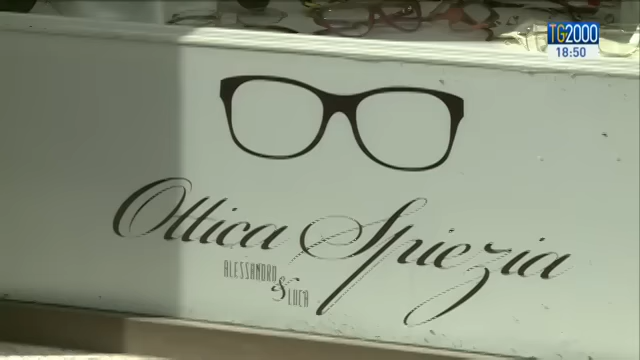 TG2000
18:50
Ottica Spiezia
ALESSANDRO
& LUCA